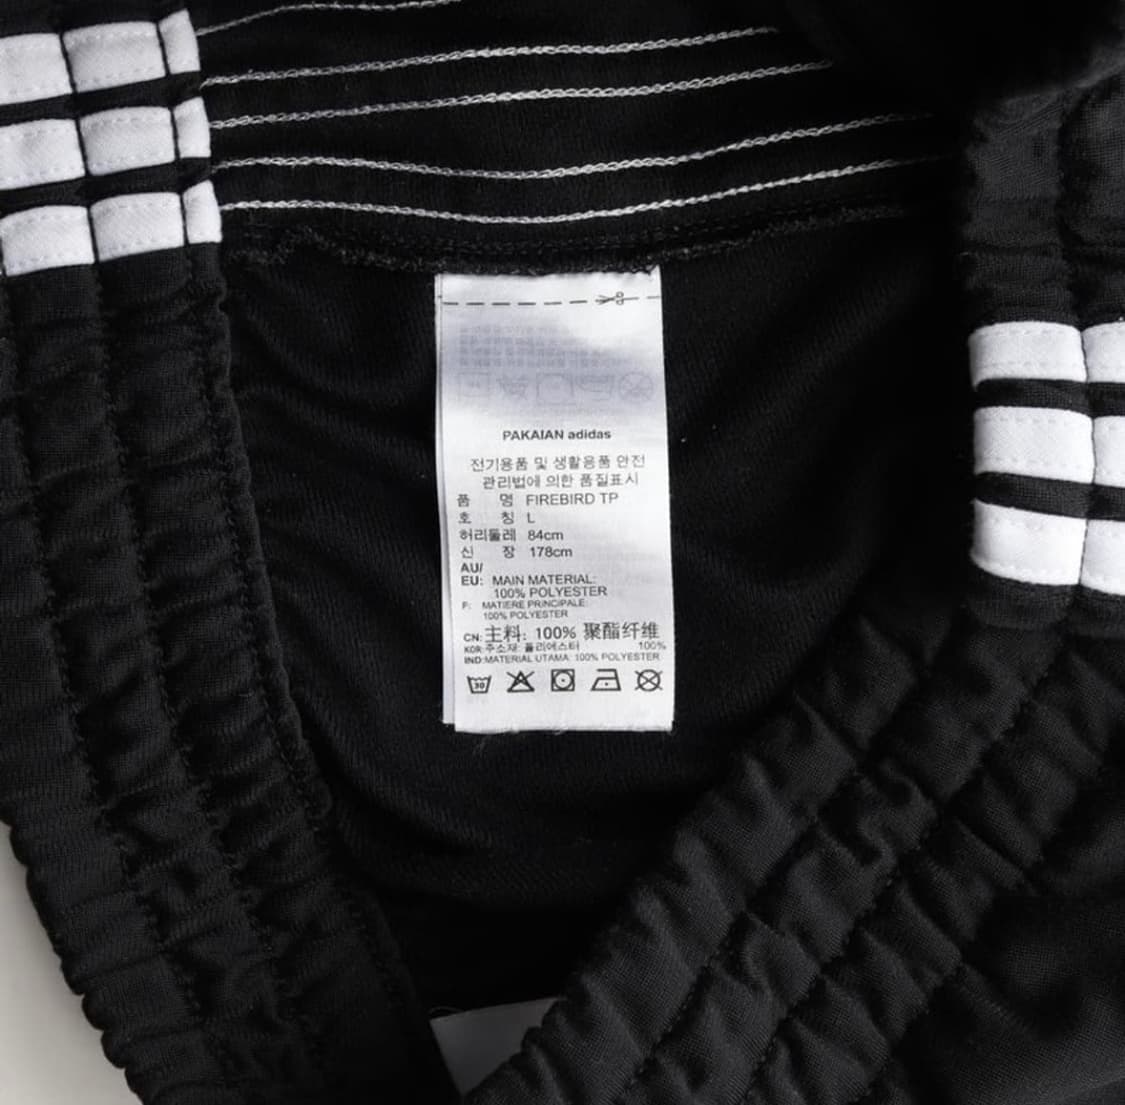 PAKAIAN adidas
전기용품 및 생활용품 안전
관리법에 의한 품질표시
품 명 FIREBIRD TP
호 칭 L
허리둘레 84cm
신 장 178cm
AU/
EU: MAIN MATERIAL:
100% POLYESTER
F: MATIERE PRINCIPALE:
100% POLYESTER
CN: 主料: 100% 聚酯纤维
KOR: 주소재: 폴리에스터 100%
IND: MATERIAL UTAMA: 100% POLYESTER
30